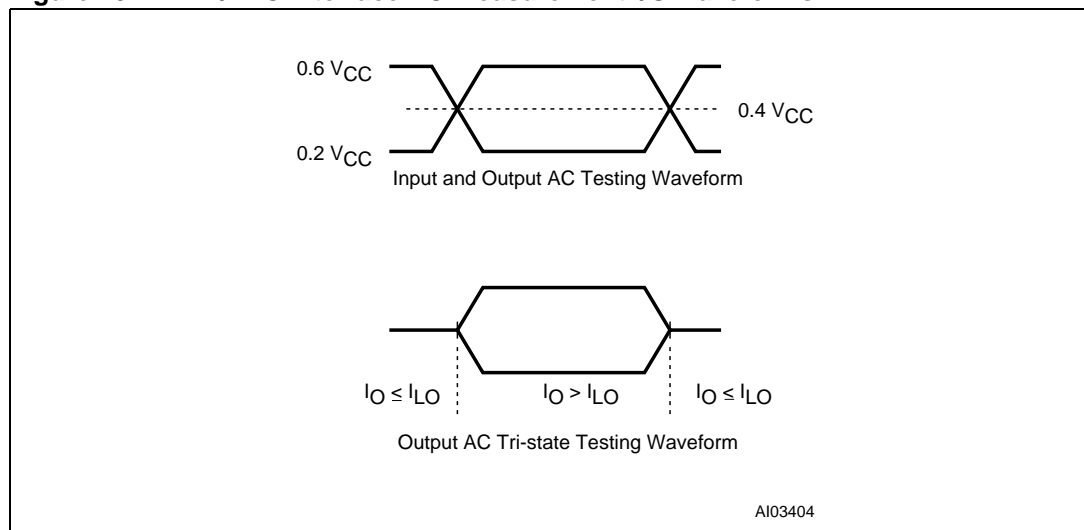 0.6 VCC
0.4 VCC
0.2 VCC
Input and Output AC Testing Waveform
IO ≤ ILO IO > ILO IO ≤ ILO
Output AC Tri-state Testing Waveform
AI03404